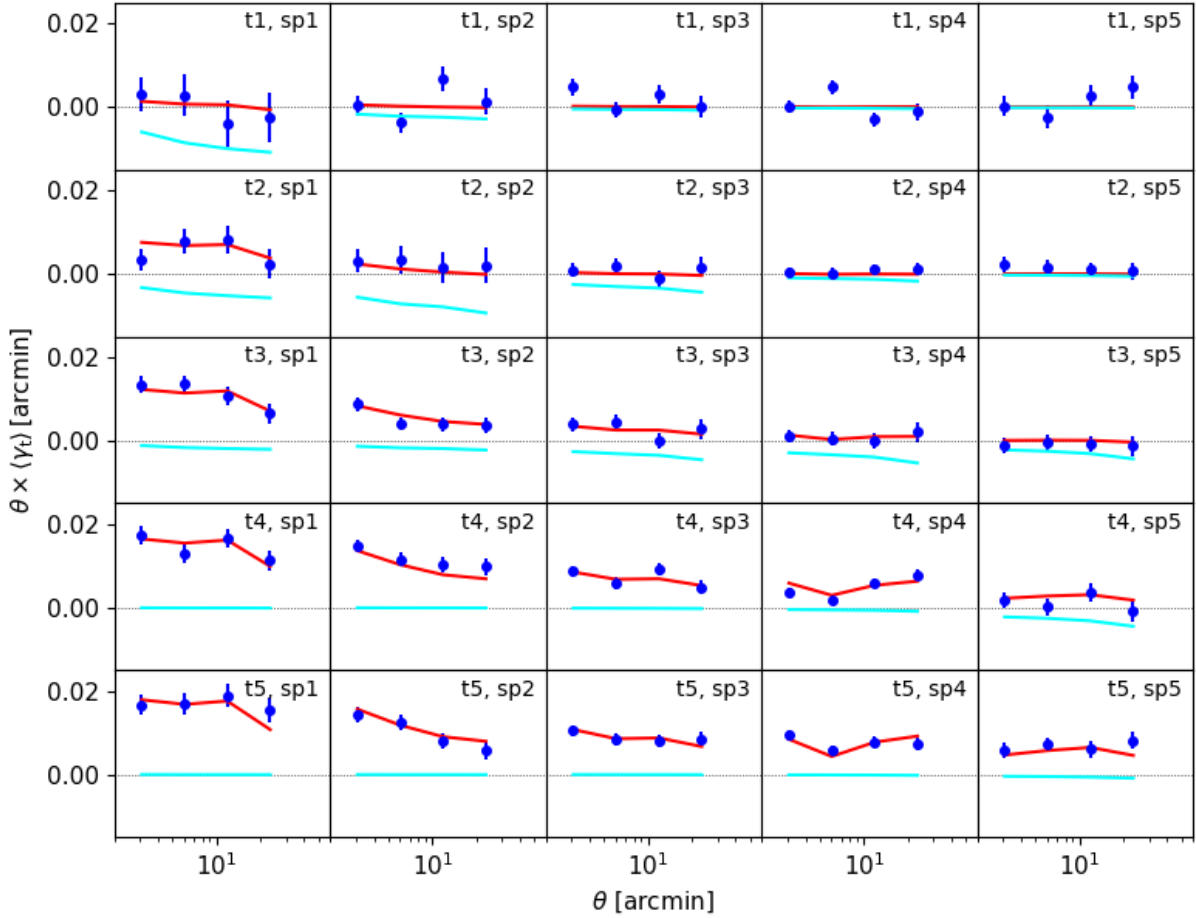 0.02 t1, sp1 t1, sp2 t1, sp3 t1, sp4 t1, sp5
0.00
0.02 t2, sp1 t2, sp2 t2, sp3 t2, sp4 t2, sp5
0.00
0.02 t3, sp1 t3, sp2 t3, sp3 t3, sp4 t3, sp5
0.00
0.02 t4, sp1 t4, sp2 t4, sp3 t4, sp4 t4, sp5
0.00
0.02 t5, sp1 t5, sp2 t5, sp3 t5, sp4 t5, sp5
0.00
θ × ⟨γₜ⟩ [arcmin]
10¹ 10¹ 10¹ 10¹ 10¹
θ [arcmin]